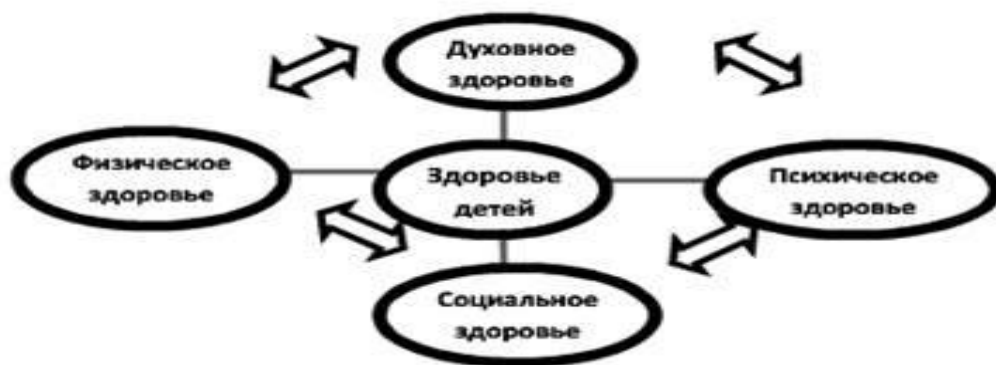 Духовное
здоровье
Физическое
здоровье
Здоровье
детей
Психическое
здоровье
Социальное
здоровье